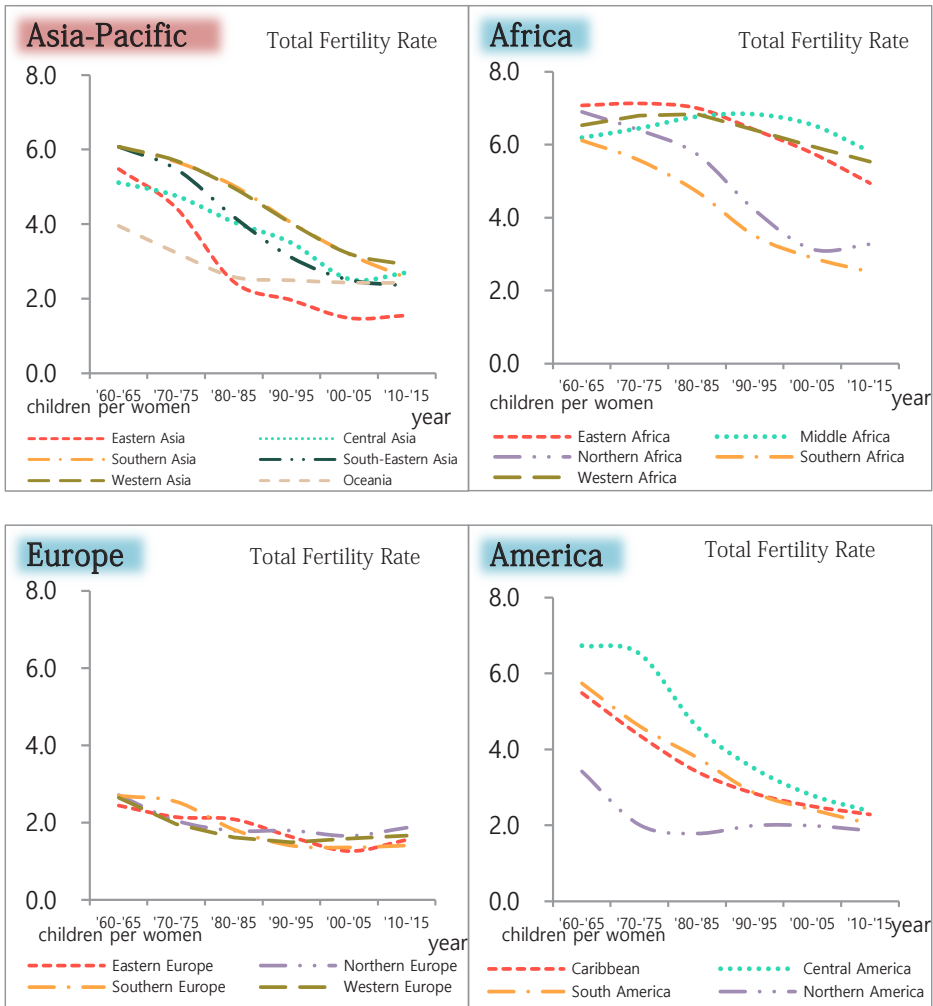 Asia-Pacific Total Fertility Rate
8.0
6.0
4.0
2.0
0.0
'60-'65 '70-'75 '80-'85 '90-'95 '00-'05 '10-'15
children per women year
Eastern Asia Central Asia
Southern Asia South-Eastern Asia
Western Asia Oceania
Africa Total Fertility Rate
8.0
6.0
4.0
2.0
0.0
'60-'65 '70-'75 '80-'85 '90-'95 '00-'05 '10-'15
children per women year
Eastern Africa Middle Africa
Northern Africa Southern Africa
Western Africa
Europe Total Fertility Rate
8.0
6.0
4.0
2.0
0.0
'60-'65 '70-'75 '80-'85 '90-'95 '00-'05 '10-'15
children per women year
Eastern Europe Northern Europe
Southern Europe Western Europe
America Total Fertility Rate
8.0
6.0
4.0
2.0
0.0
'60-'65 '70-'75 '80-'85 '90-'95 '00-'05 '10-'15 year
children per women
Caribbean Central America
South America Northern America